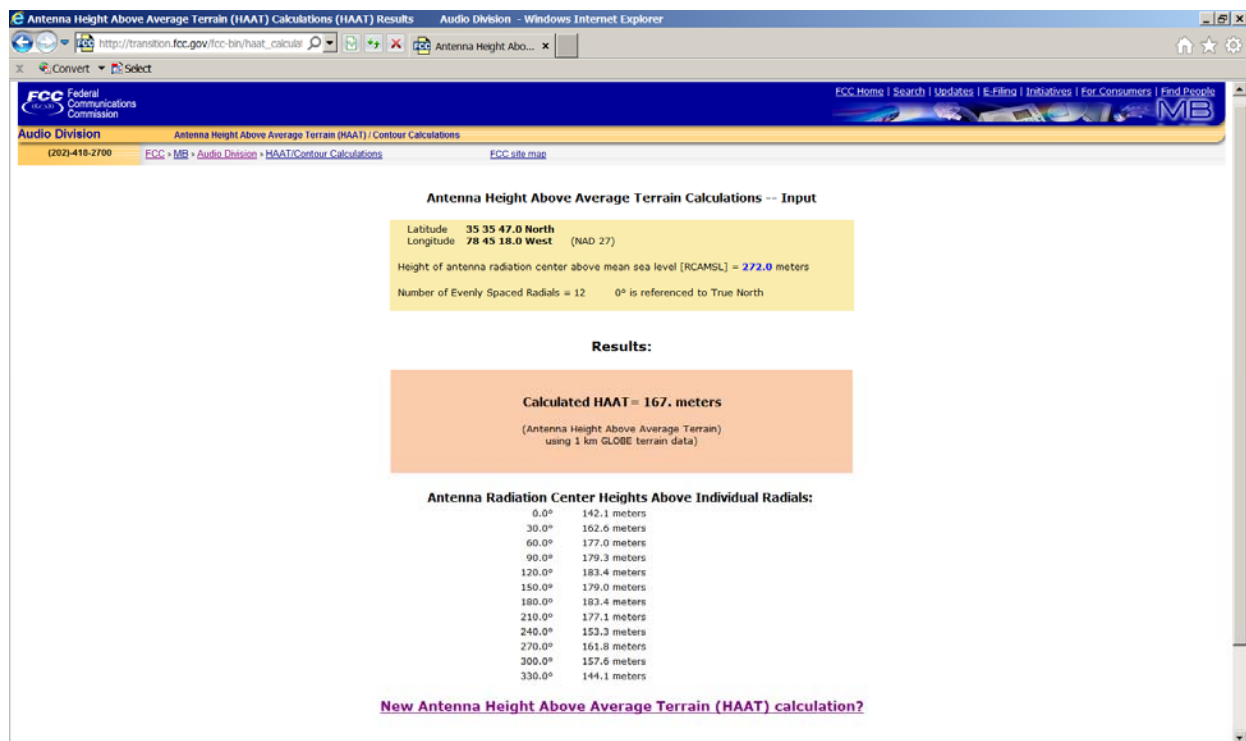 Antenna Height Above Average Terrain (HAAT) Calculations (HAAT) Results Audio Division - Windows Internet Explorer
http://transition.fcc.gov/fcc-bin/haat_calculat
Antenna Height Abo...
x Convert Select
FCC Federal Communications Commission
FCC Home | Search | Updates | E-Filing | Initiatives | For Consumers | Find People
MB
Audio Division Antenna Height Above Average Terrain (HAAT) / Contour Calculations
(202)-418-2700 FCC > MB > Audio Division > HAAT/Contour Calculations FCC site map
Antenna Height Above Average Terrain Calculations -- Input
Latitude 35 35 47.0 North
Longitude 78 45 18.0 West (NAD 27)
Height of antenna radiation center above mean sea level [RCAMSL] = 272.0 meters
Number of Evenly Spaced Radials = 12 0° is referenced to True North
Results:
Calculated HAAT= 167. meters
(Antenna Height Above Average Terrain)
using 1 km GLOBE terrain data)
Antenna Radiation Center Heights Above Individual Radials:
0.0° 142.1 meters
30.0° 162.6 meters
60.0° 177.0 meters
90.0° 179.3 meters
120.0° 183.4 meters
150.0° 179.0 meters
180.0° 183.4 meters
210.0° 177.1 meters
240.0° 153.3 meters
270.0° 161.8 meters
300.0° 157.6 meters
330.0° 144.1 meters
New Antenna Height Above Average Terrain (HAAT) calculation?